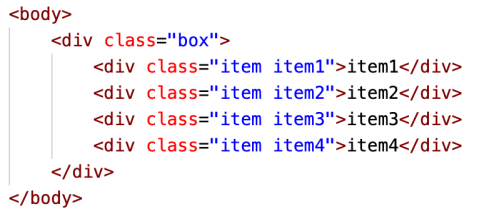 <body>
<div class="box">
<div class="item item1">item1</div>
<div class="item item2">item2</div>
<div class="item item3">item3</div>
<div class="item item4">item4</div>
</div>
</body>